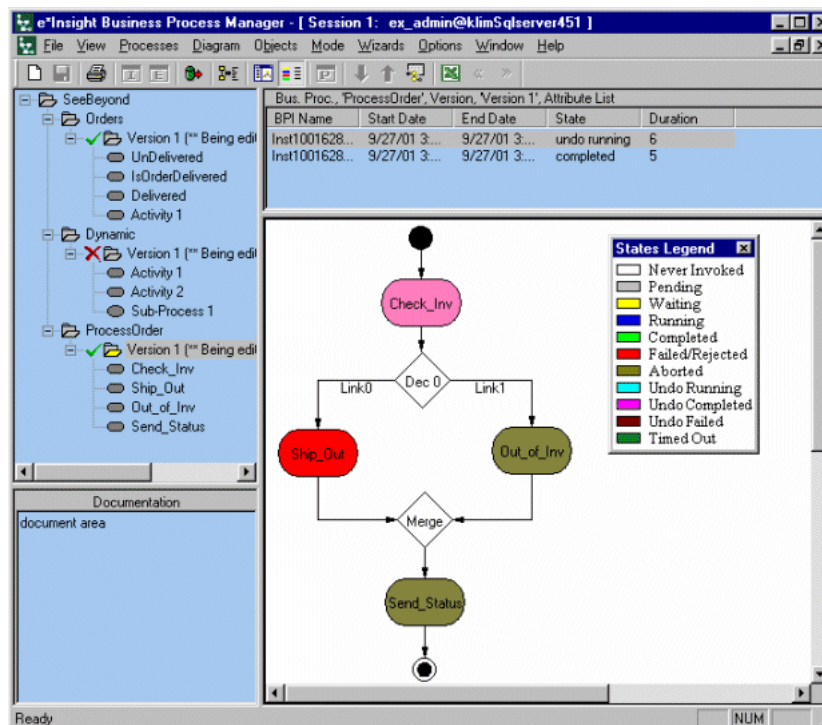 e*Insight Business Process Manager - [ Session 1: ex_admin@klimSqlserver451 ]
File View Processes Diagram Objects Mode Wizards Options Window Help
SeeBeyond
Orders
Version 1 (** Being edi
UnDelivered
IsOrderDelivered
Delivered
Activity 1
Dynamic
Version 1 (** Being edi
Activity 1
Activity 2
Sub-Process 1
ProcessOrder
Version 1 (** Being edi
Check_Inv
Ship_Out
Out_of_Inv
Send_Status
Documentation
document area
Bus. Proc., 'ProcessOrder', Version, 'Version 1', Attribute List
BPI Name Start Date End Date State Duration
Inst1001628... 9/27/01 3:... 9/27/01 3:... undo running 6
Inst1001628... 9/27/01 3:... 9/27/01 3:... completed 5
Check_Inv
Link0 Dec 0 Link1
Ship_Out Out_of_Inv
Merge
Send_Status
States Legend
Never Invoked
Pending
Waiting
Running
Completed
Failed/Rejected
Aborted
Undo Running
Undo Completed
Undo Failed
Timed Out
Ready NUM